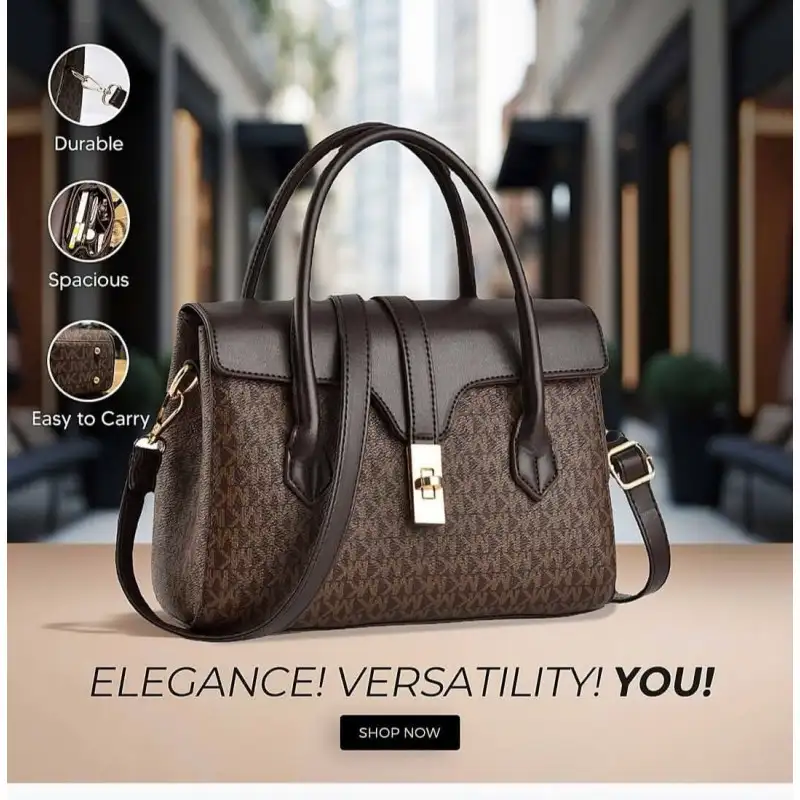 Durable
Spacious
Easy to Carry
ELEGANCE! VERSATILITY! YOU!
SHOP NOW